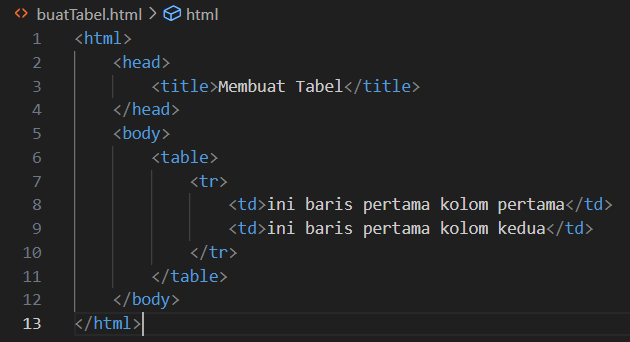 buatTabel.html > html
1 <html>
2 <head>
3 <title>Membuat Tabel</title>
4 </head>
5 <body>
6 <table>
7 <tr>
8 <td>ini baris pertama kolom pertama</td>
9 <td>ini baris pertama kolom kedua</td>
10 </tr>
11 </table>
12 </body>
13 </html>